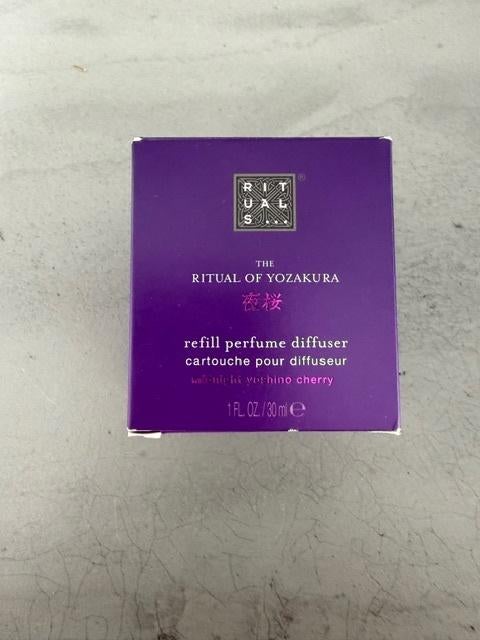 RIT
UAL
S...
®
THE
RITUAL OF YOZAKURA
夜桜
refill perfume diffuser
cartouche pour diffuseur
midnight yoshino cherry
1 FL. OZ. / 30 ml ℮